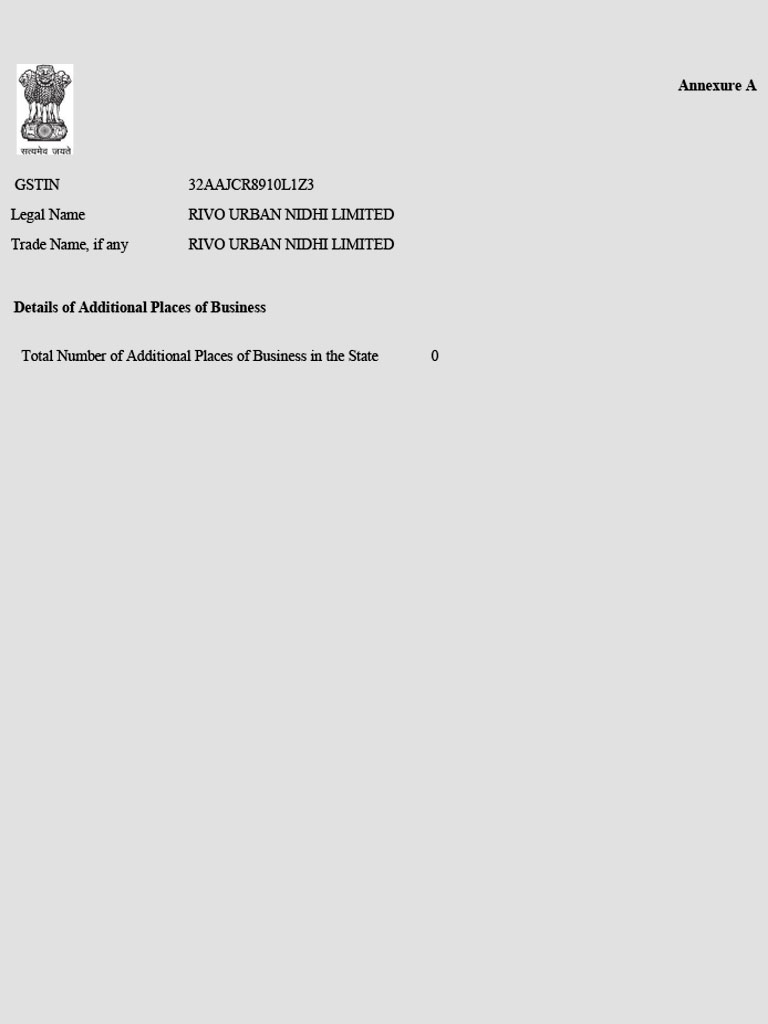 Annexure A
सत्यमेव जयते
GSTIN 32AAJCR8910L1Z3
Legal Name RIVO URBAN NIDHI LIMITED
Trade Name, if any RIVO URBAN NIDHI LIMITED
Details of Additional Places of Business
Total Number of Additional Places of Business in the State 0